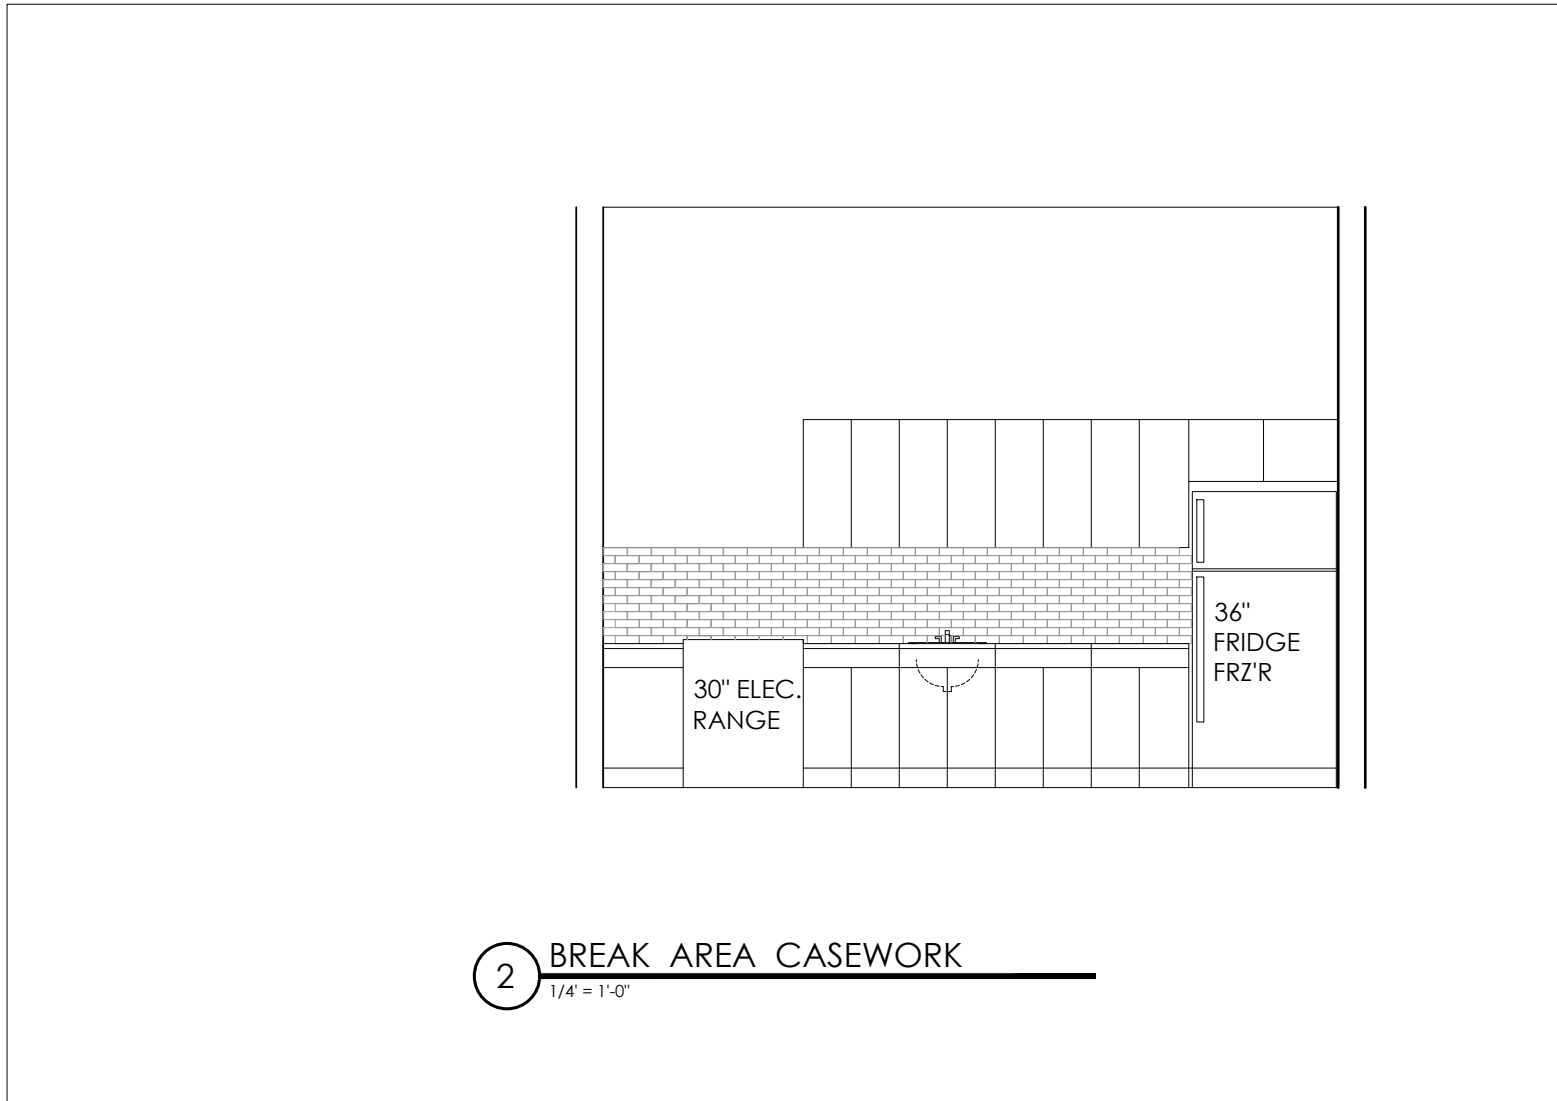 30" ELEC.
RANGE
36"
FRIDGE
FRZ'R
2
BREAK AREA CASEWORK
1/4' = 1'-0"